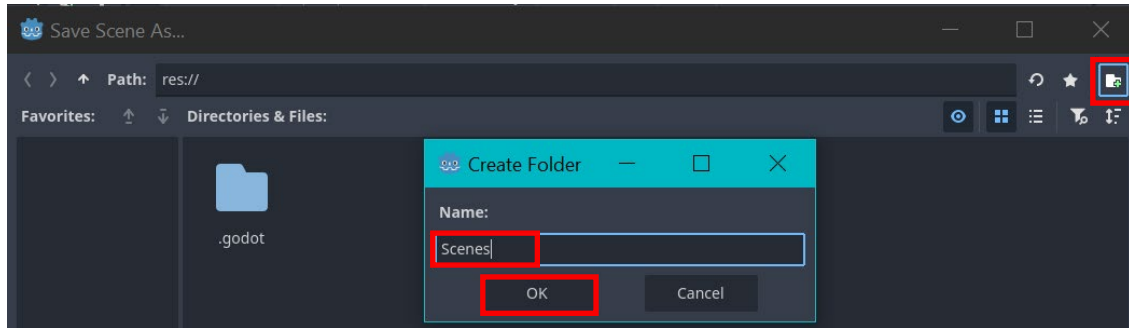 Save Scene As...
Path: res://
Favorites: Directories & Files:
Create Folder
Name:
.godot
Scenes
OK Cancel